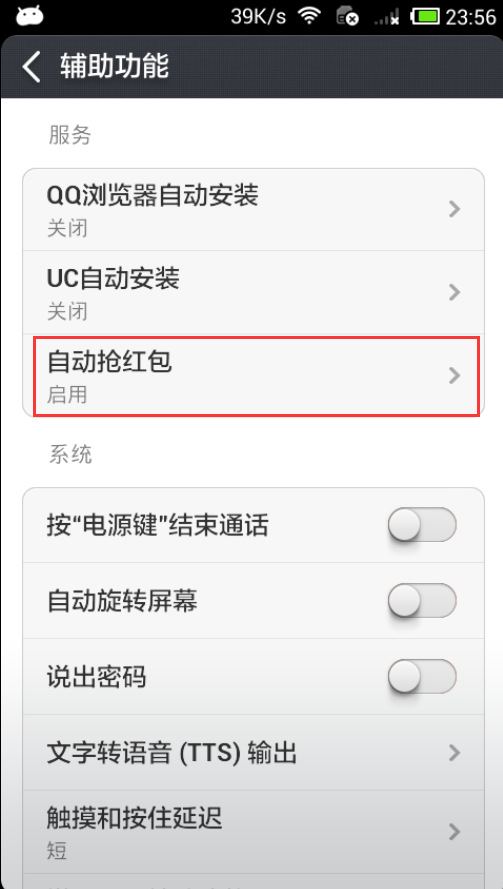 39K/s 23:56
辅助功能
服务
QQ浏览器自动安装
关闭
UC自动安装
关闭
自动抢红包
启用
系统
按“电源键”结束通话
自动旋转屏幕
说出密码
文字转语音 (TTS) 输出
触摸和按住延迟
短